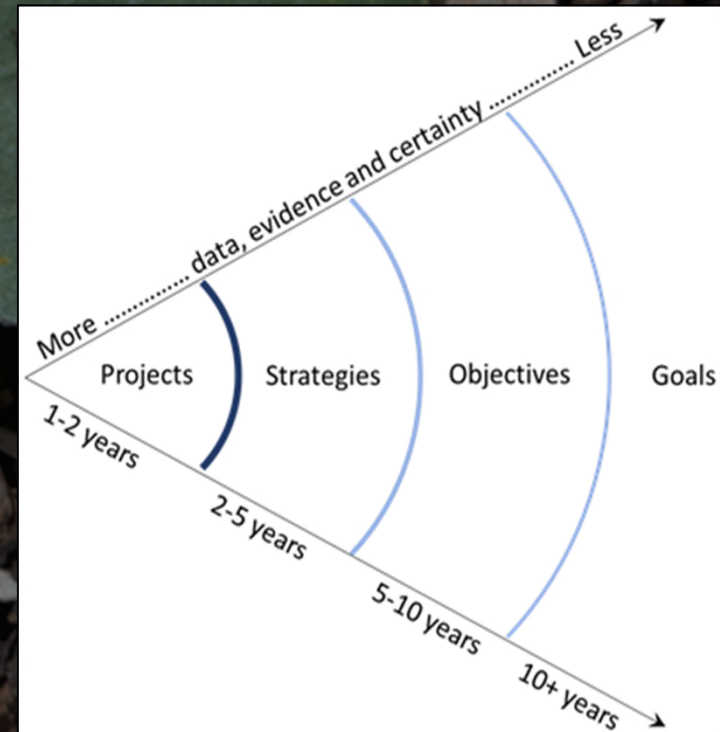 More ............. data, evidence and certainty ............. Less
Projects
Strategies
Objectives
Goals
1-2 years
2-5 years
5-10 years
10+ years